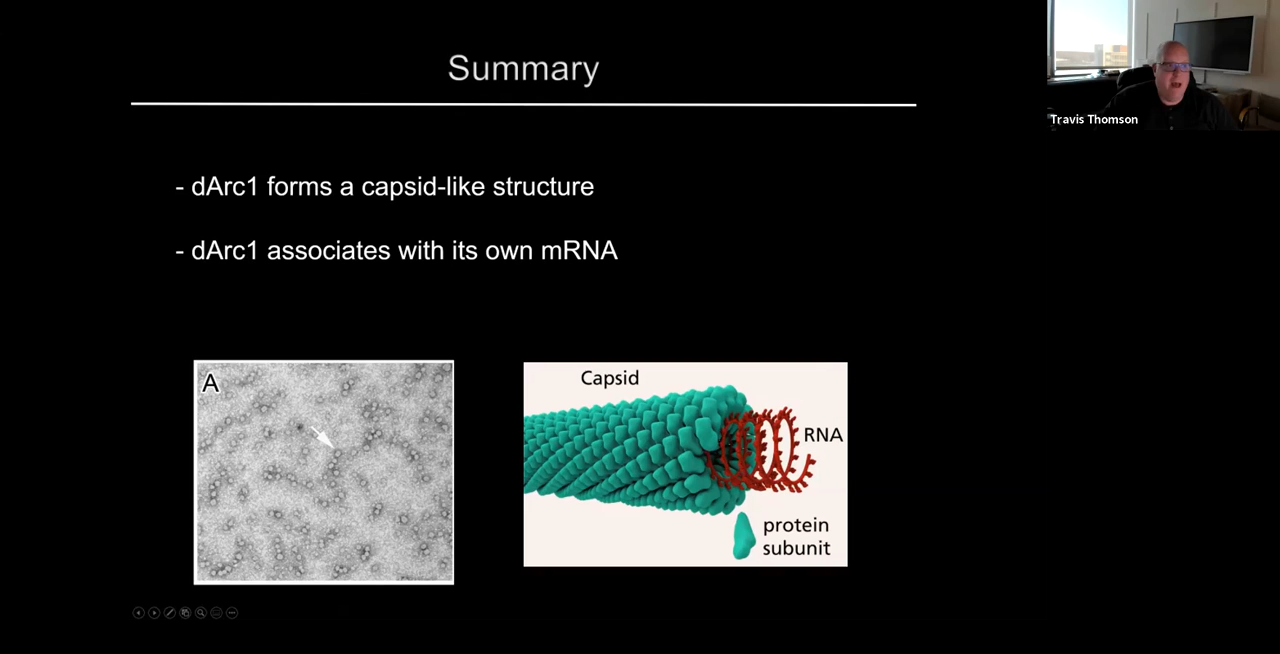 Summary
- dArc1 forms a capsid-like structure
- dArc1 associates with its own mRNA
A
Capsid
RNA
protein
subunit
Travis Thomson